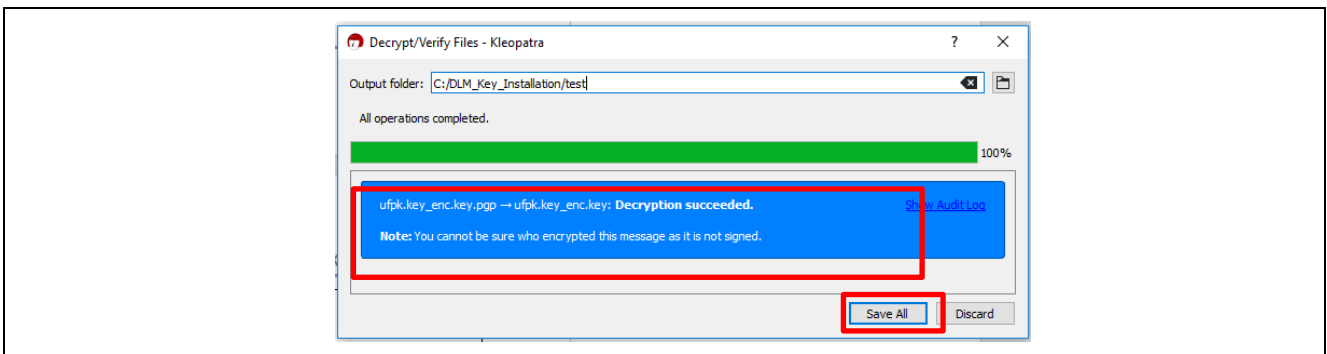 Decrypt/Verify Files - Kleopatra ? ×
Output folder: C:/DLM_Key_Installation/test
All operations completed.
100%
ufpk.key_enc.key.pgp → ufpk.key_enc.key: Decryption succeeded. Show Audit Log
Note: You cannot be sure who encrypted this message as it is not signed.
Save All Discard